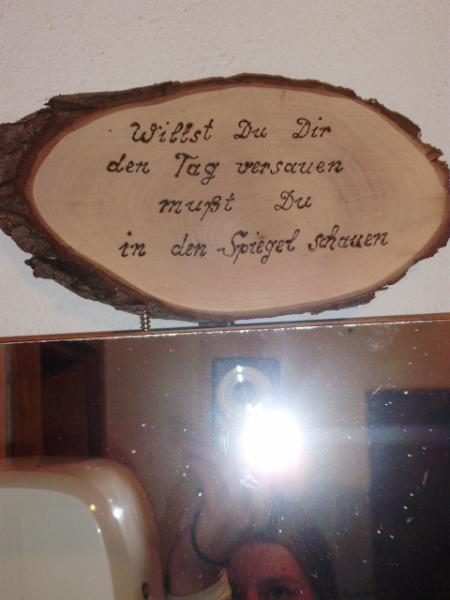 Willst Du Dir
den Tag versauen
mußt Du
in den Spiegel schauen